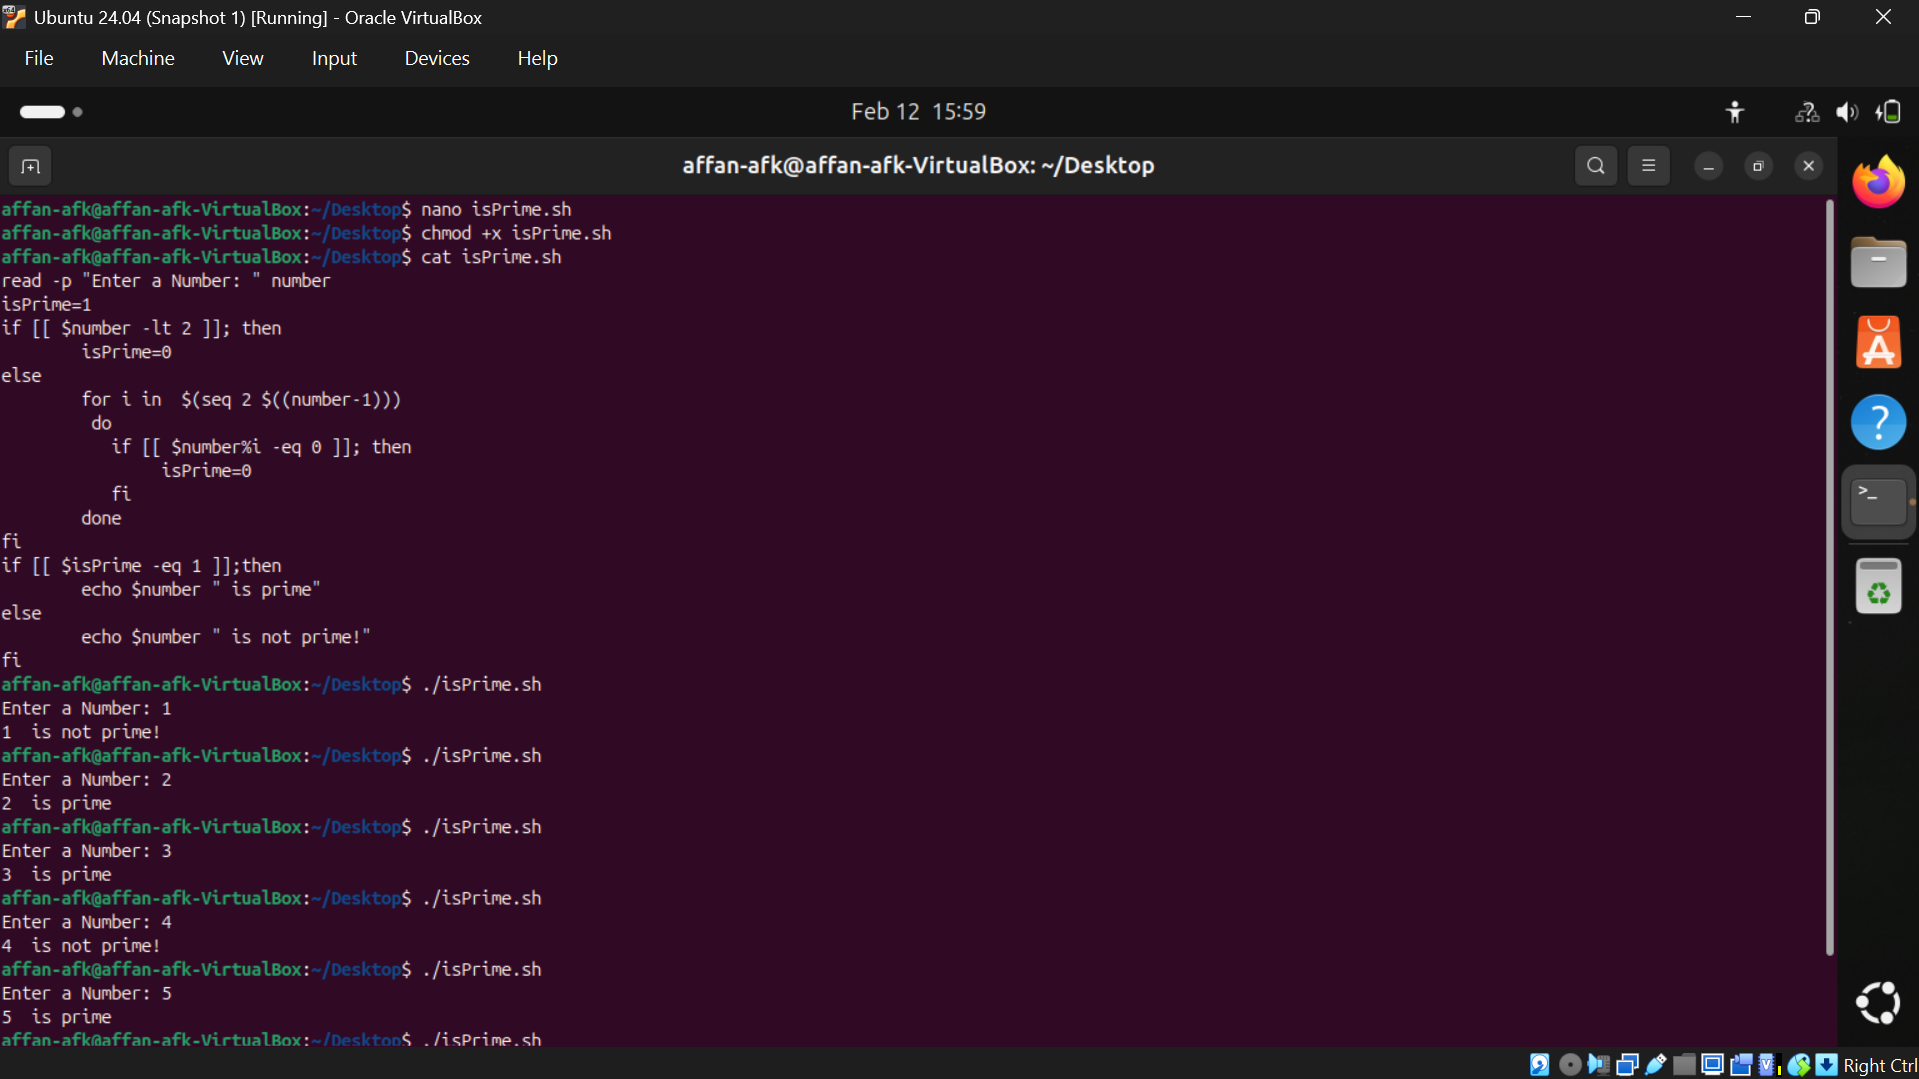 Ubuntu 24.04 (Snapshot 1) [Running] - Oracle VirtualBox
File Machine View Input Devices Help
Feb 12 15:59
affan-afk@affan-afk-VirtualBox: ~/Desktop
affan-afk@affan-afk-VirtualBox:~/Desktop$ nano isPrime.sh
affan-afk@affan-afk-VirtualBox:~/Desktop$ chmod +x isPrime.sh
affan-afk@affan-afk-VirtualBox:~/Desktop$ cat isPrime.sh
read -p "Enter a Number: " number
isPrime=1
if [[ $number -lt 2 ]]; then
        isPrime=0
else
        for i in  $(seq 2 $((number-1)))
         do
           if [[ $number%i -eq 0 ]]; then
                isPrime=0
           fi
        done
fi
if [[ $isPrime -eq 1 ]];then
        echo $number " is prime"
else
        echo $number " is not prime!"
fi
affan-afk@affan-afk-VirtualBox:~/Desktop$ ./isPrime.sh
Enter a Number: 1
1  is not prime!
affan-afk@affan-afk-VirtualBox:~/Desktop$ ./isPrime.sh
Enter a Number: 2
2  is prime
affan-afk@affan-afk-VirtualBox:~/Desktop$ ./isPrime.sh
Enter a Number: 3
3  is prime
affan-afk@affan-afk-VirtualBox:~/Desktop$ ./isPrime.sh
Enter a Number: 4
4  is not prime!
affan-afk@affan-afk-VirtualBox:~/Desktop$ ./isPrime.sh
Enter a Number: 5
5  is prime
affan-afk@affan-afk-VirtualBox:~/Desktop$ ./isPrime.sh
Right Ctrl